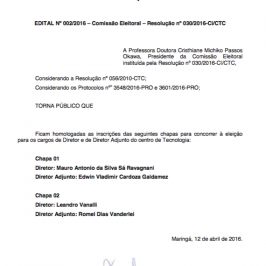 EDITAL Nº 002/2016 – Comissão Eleitoral – Resolução nº 030/2016-CI/CTC
A Professora Doutora Cristhiane Michiko Passos
Okawa, Presidente da Comissão Eleitoral
instituída pela Resolução nº 030/2016-CI/CTC,
Considerando a Resolução nº 056/2010-CTC;
Considerando os Protocolos nºs 3648/2016-PRO e 3601/2016-PRO;
TORNA PÚBLICO QUE
Ficam homologadas as inscrições das seguintes chapas para concorrer à eleição
para os cargos de Diretor e de Diretor Adjunto do centro de Tecnologia:
Chapa 01
Diretor: Mauro Antonio da Silva Sá Ravagnani
Diretor Adjunto: Edwin Vladimir Cardoza Galdamez
Chapa 02
Diretor: Leandro Vanalli
Diretor Adjunto: Romel Dias Vanderlei
Maringá, 12 de abril de 2016.